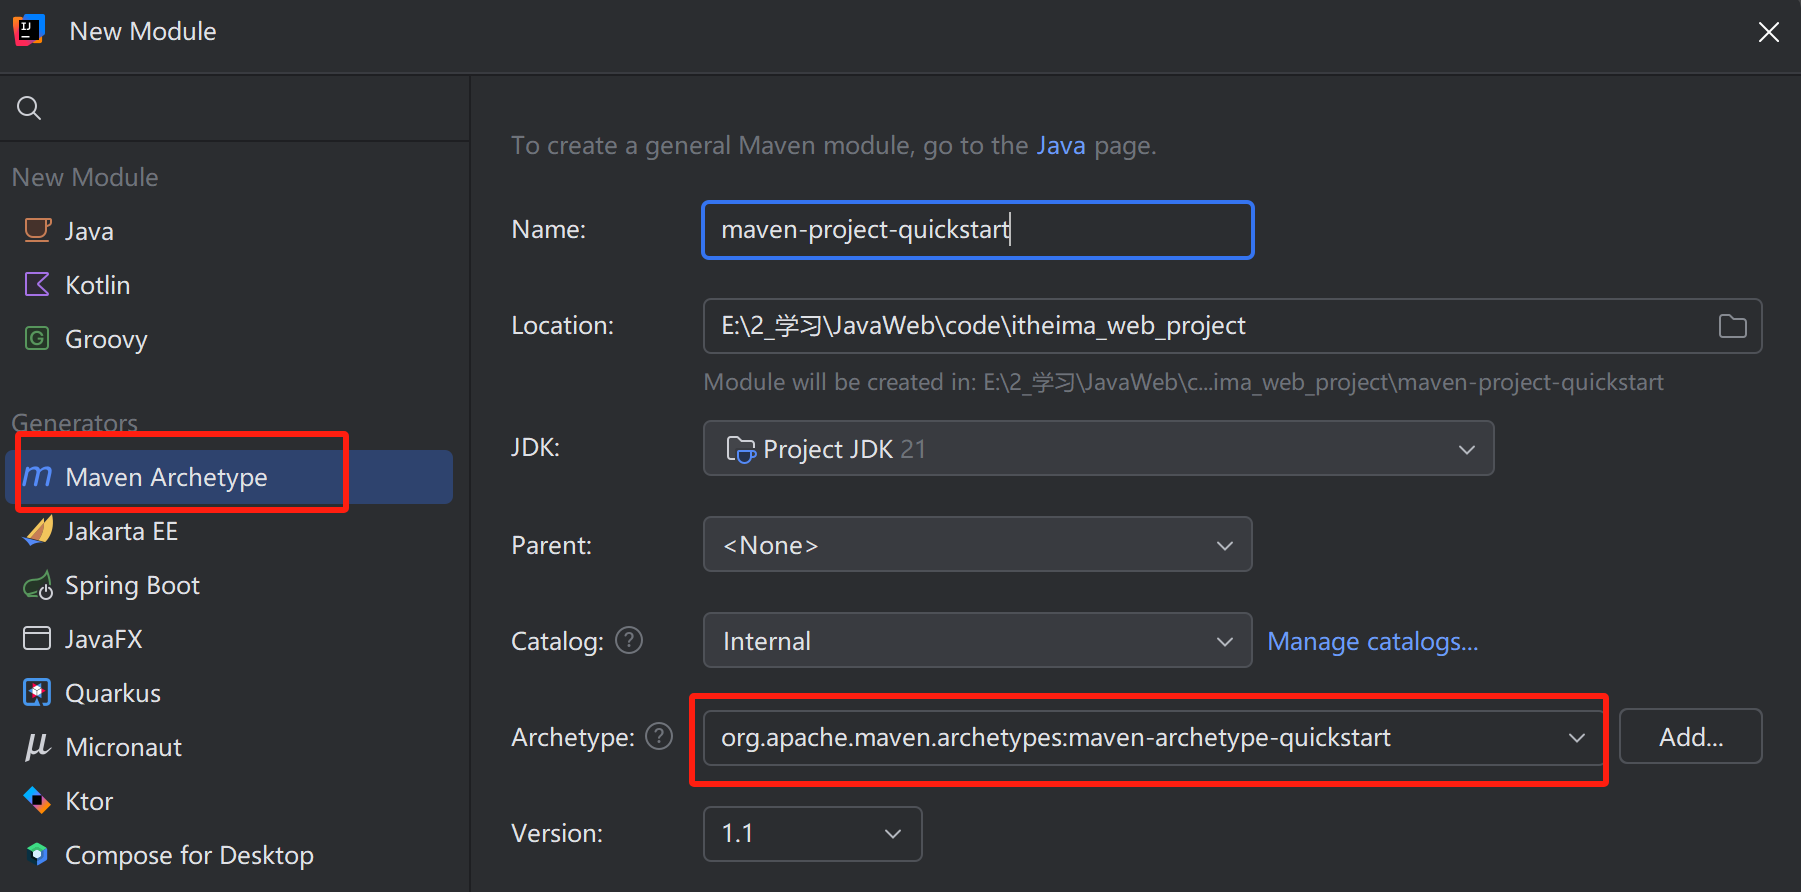 New Module
New Module
Java
Kotlin
Groovy
Generators
Maven Archetype
Jakarta EE
Spring Boot
JavaFX
Quarkus
Micronaut
Ktor
Compose for Desktop
To create a general Maven module, go to the Java page.
Name: maven-project-quickstart
Location: E:\2_学习\JavaWeb\code\itheima_web_project
Module will be created in: E:\2_学习\JavaWeb\c...ima_web_project\maven-project-quickstart
JDK: Project JDK 21
Parent: <None>
Catalog: ? Internal Manage catalogs...
Archetype: ? org.apache.maven.archetypes:maven-archetype-quickstart Add...
Version: 1.1